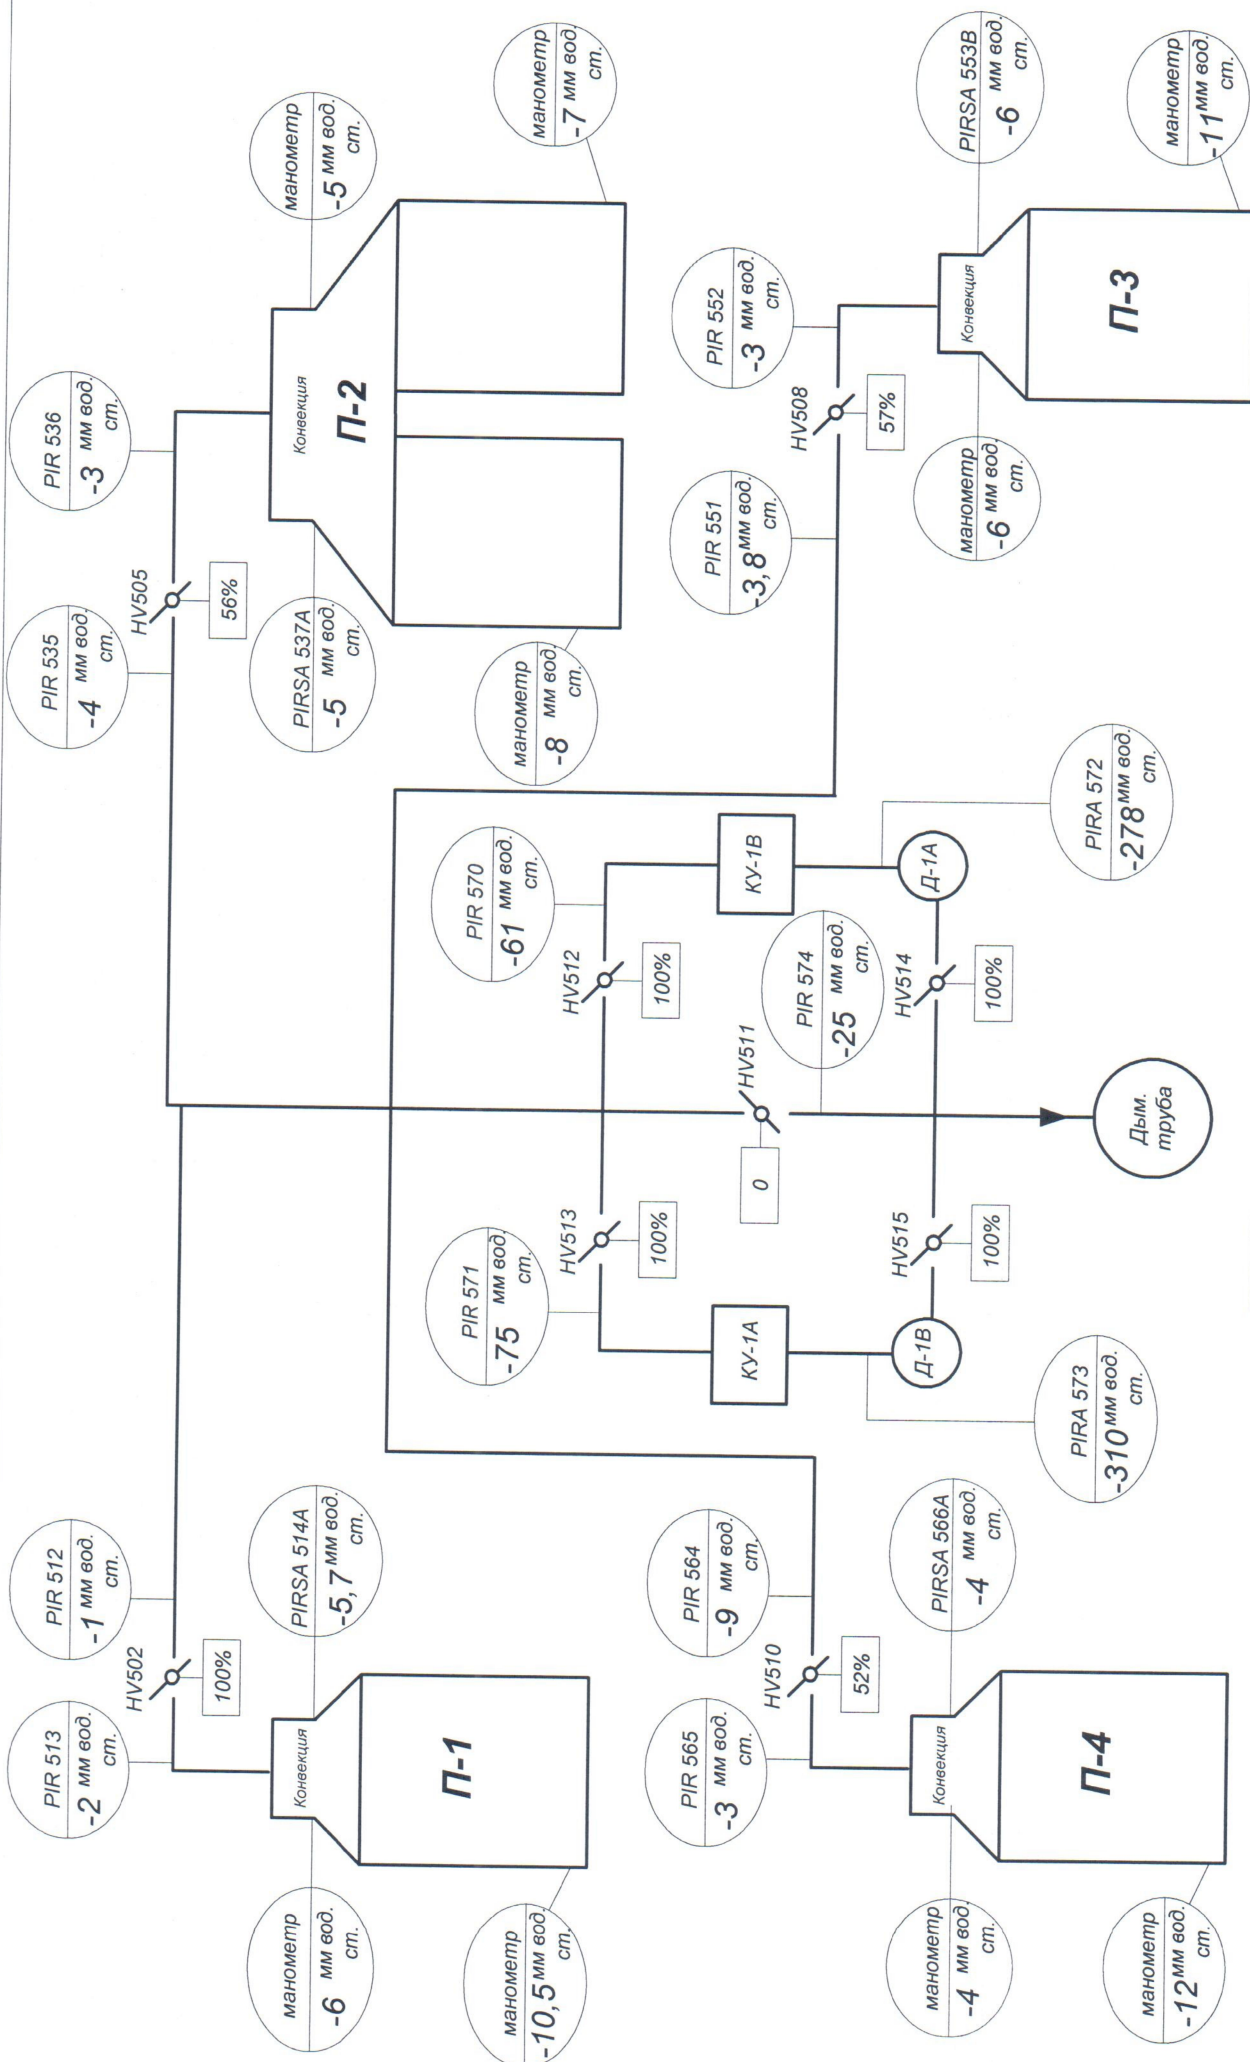 PIR 513
-2 мм вод.
ст.
HV502
100%
PIR 512
-1 мм вод.
ст.
манометр
-6 мм вод.
ст.
Конвекция
PIRSA 514А
-5,7 мм вод.
ст.
П-1
манометр
-10,5 мм вод.
ст.
PIR 535
-4 мм вод.
ст.
HV505
56%
PIR 536
-3 мм вод.
ст.
PIRSA 537А
-5 мм вод.
ст.
Конвекция
П-2
манометр
-5 мм вод.
ст.
манометр
-8 мм вод.
ст.
манометр
-7 мм вод.
ст.
PIR 571
-75 мм вод.
ст.
HV513
100%
HV512
100%
PIR 570
-61 мм вод.
ст.
КУ-1А
КУ-1В
0
HV511
PIR 574
-25 мм вод.
ст.
Д-1В
HV515
100%
HV514
100%
Д-1А
PIRA 573
-310 мм вод.
ст.
PIRA 572
-278 мм вод.
ст.
Дым.
труба
PIR 565
-3 мм вод.
ст.
HV510
52%
PIR 564
-9 мм вод.
ст.
манометр
-4 мм вод.
ст.
Конвекция
PIRSA 566А
-4 мм вод.
ст.
П-4
манометр
-12 мм вод.
ст.
PIR 551
-3,8 мм вод.
ст.
HV508
57%
PIR 552
-3 мм вод.
ст.
манометр
-6 мм вод.
ст.
Конвекция
PIRSA 553В
-6 мм вод.
ст.
П-3
манометр
-11 мм вод.
ст.